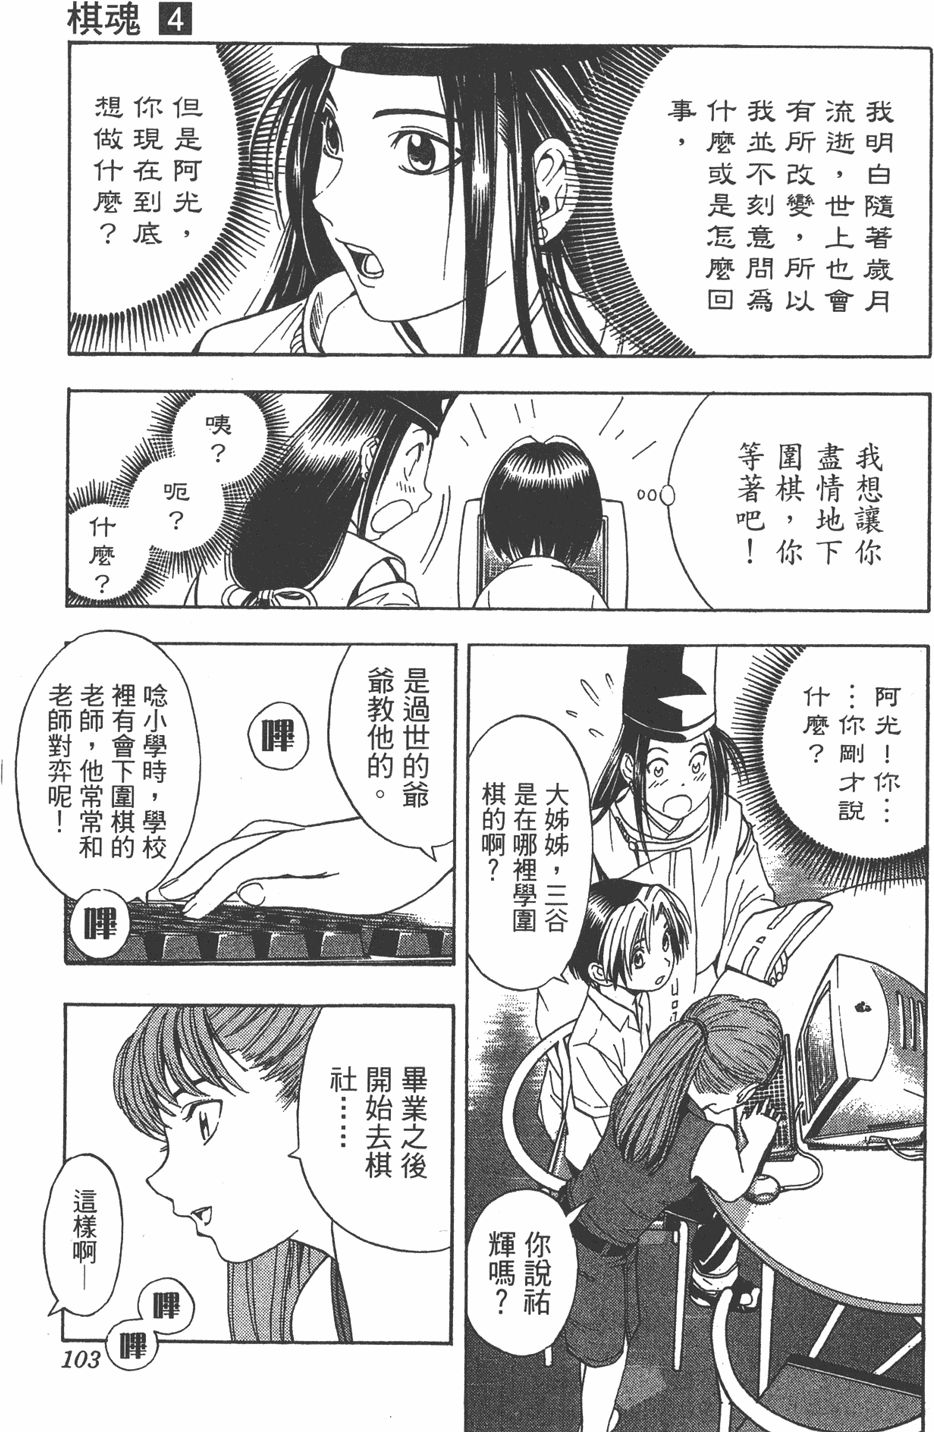 棋魂 4
我明白隨著歲月
流逝，世上也會
有所改變，所以
我並不刻意問為
什麼或是怎麼回
事，
但是阿光，
你現在到底
想做什麼？
我想讓你
盡情地下
圍棋，你
等著吧！
咦？
呃？
什麼？
阿光！你…
…你剛才說
什麼？
大姊姊，三谷
是在哪裡學圍
棋的啊？
你說祐
輝嗎？
是過世的爺
爺教他的。
嗶
唸小學時，學校
裡有會下圍棋的
老師，他常常和
老師對弈呢！
嗶
畢業之後
開始去棋
社……
這樣啊—
嗶
嗶
103